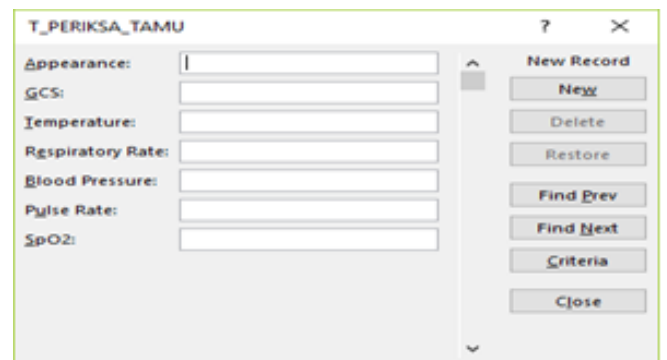 T_PERIKSA_TAMU ? ×
Appearance:
GCS:
Temperature:
Respiratory Rate:
Blood Pressure:
Pulse Rate:
SpO2:
New Record
New
Delete
Restore
Find Prev
Find Next
Criteria
Close